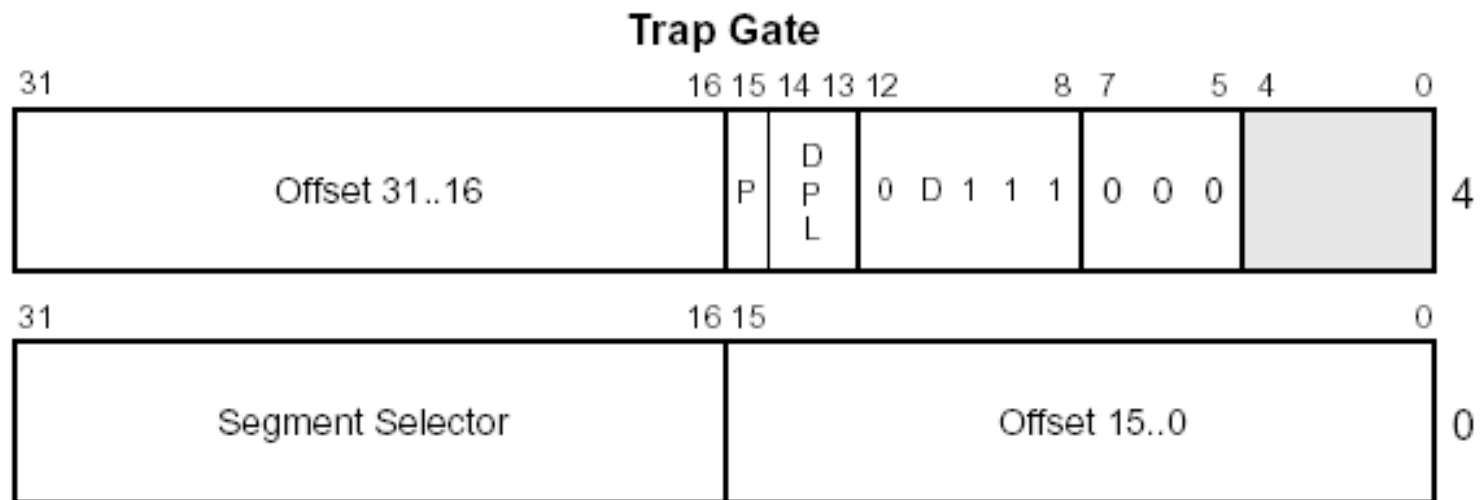 Trap Gate
31 16 15 14 13 12 8 7 5 4 0
Offset 31..16 P D P L 0 D 1 1 1 0 0 0 4
31 16 15 0
Segment Selector Offset 15..0 0